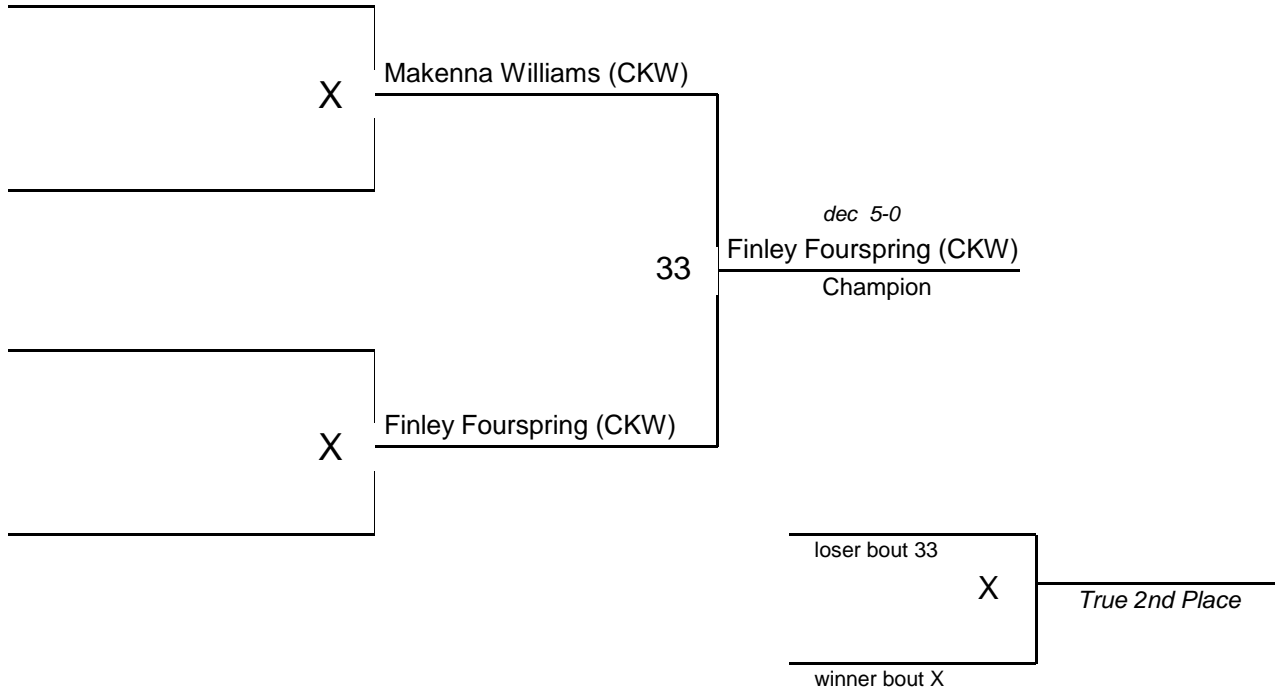 Makenna Williams (CKW)
X
dec 5-0
Finley Fourspring (CKW)
33
Champion
Finley Fourspring (CKW)
X
loser bout 33
X
True 2nd Place
winner bout X